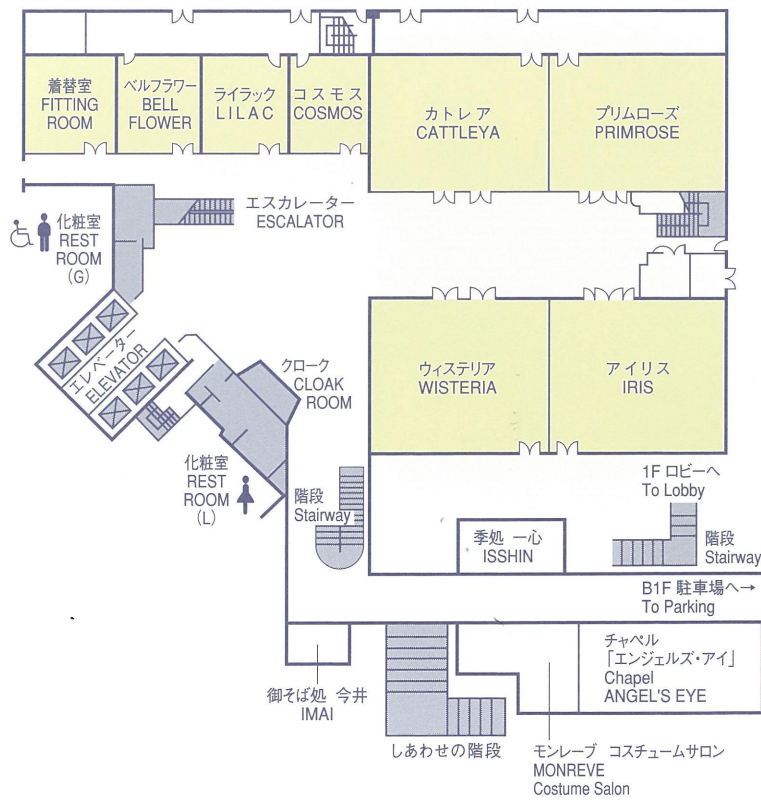 着替室
FITTING
ROOM
ベルフラワー
BELL
FLOWER
ライラック
LILAC
コスモス
COSMOS
カトレア
CATTLEYA
プリムローズ
PRIMROSE
エスカレーター
ESCALATOR
化粧室
REST
ROOM
(G)
エレベーター
ELEVATOR
クローク
CLOAK
ROOM
ウィステリア
WISTERIA
アイリス
IRIS
化粧室
REST
ROOM
(L)
階段
Stairway
季処 一心
ISSHIN
1F ロビーへ
To Lobby
階段
Stairway
B1F 駐車場へ→
To Parking
御そば処 今井
IMAI
しあわせの階段
モンレーブ コスチュームサロン
MONREVE
Costume Salon
チャペル
「エンジェルズ・アイ」
Chapel
ANGEL'S EYE